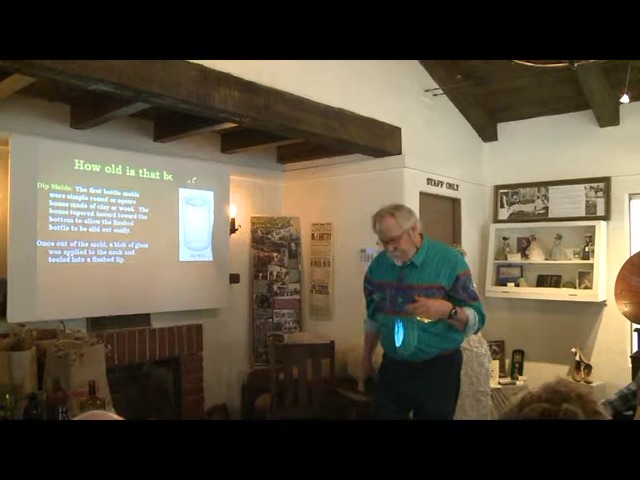 How old is that bo
Dip Molds: The first bottle molds
were simple round or square
boxes made of clay or wood. The
boxes tapered inward toward the
bottom to allow the finished
bottle to be slid out easily.
Once out of the mold, a blob of glass
was applied to the neck and
tooled into a finished lip.
STAFF ONLY